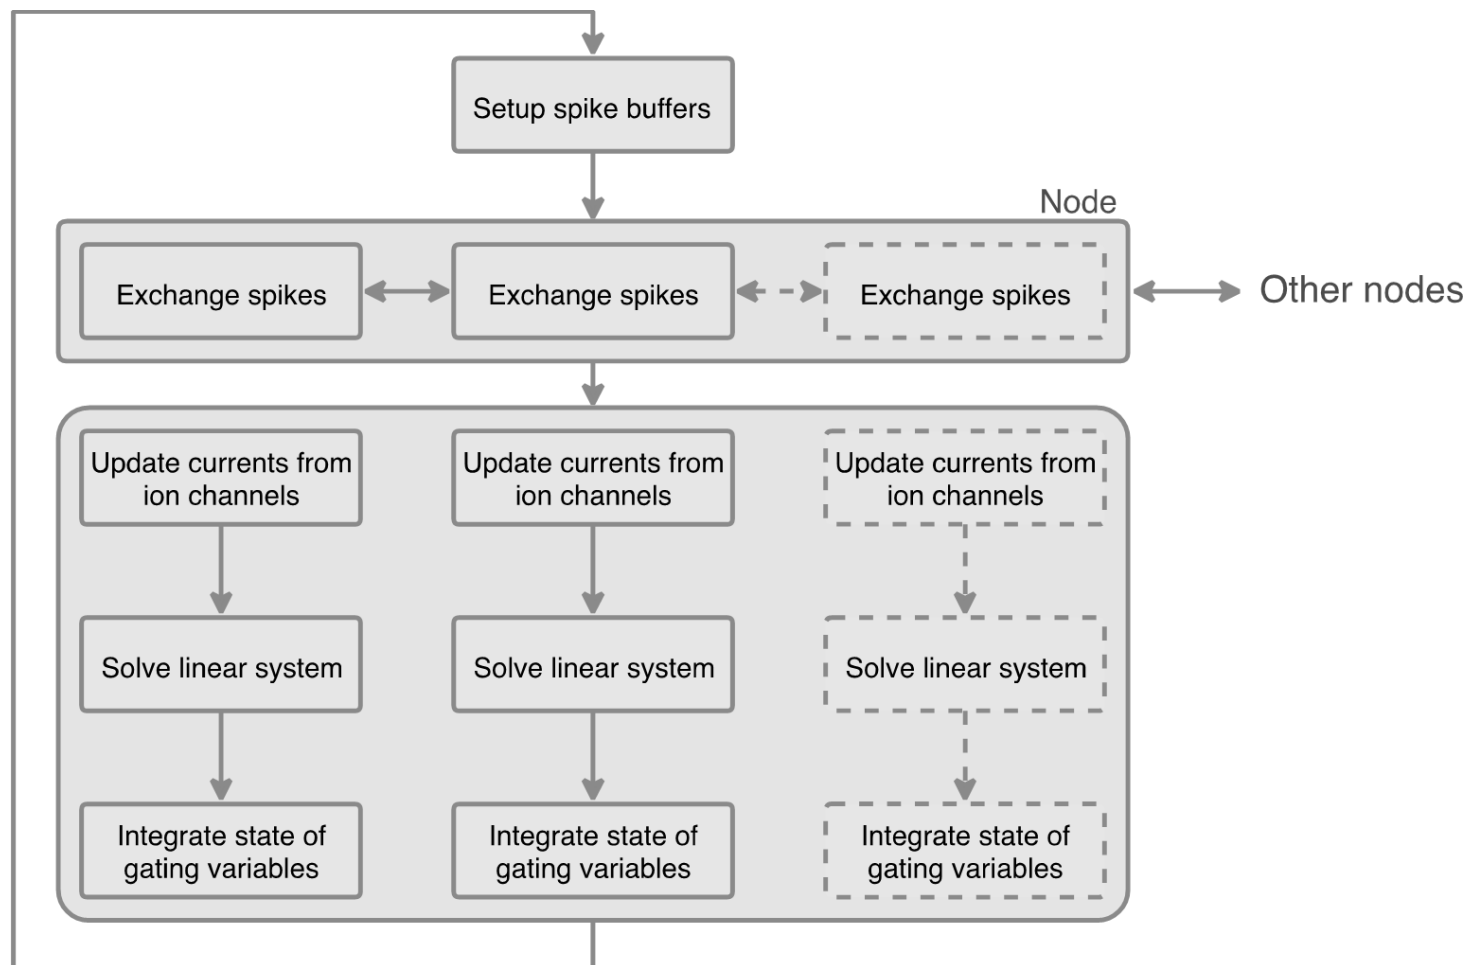 Setup spike buffers
Node
Exchange spikes
Exchange spikes
Exchange spikes
Other nodes
Update currents from
ion channels
Update currents from
ion channels
Update currents from
ion channels
Solve linear system
Solve linear system
Solve linear system
Integrate state of
gating variables
Integrate state of
gating variables
Integrate state of
gating variables